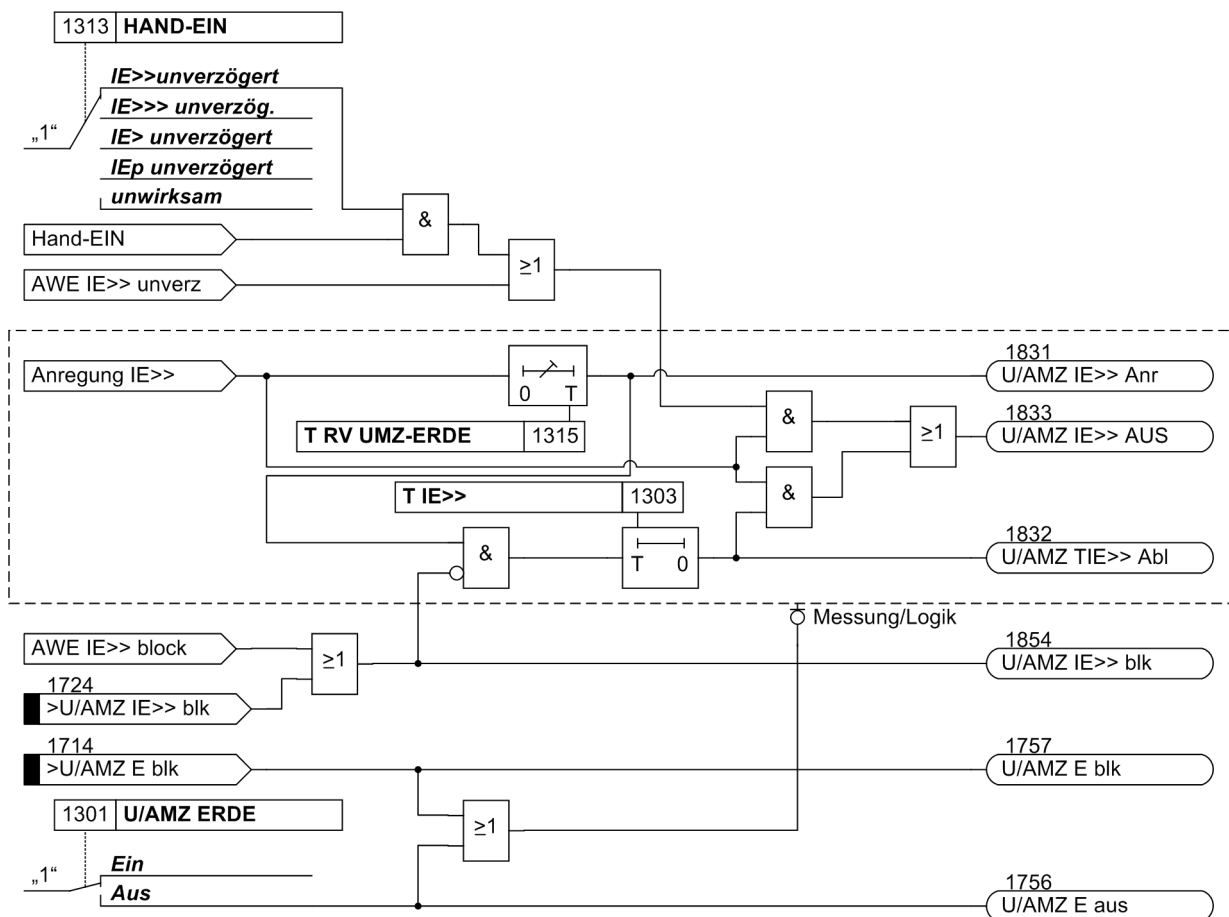 1313 HAND-EIN
IE>>unverzögert
IE>>> unverzög.
„1“
IE> unverzögert
IEp unverzögert
unwirksam
&
Hand-EIN
≥1
AWE IE>> unverz
Anregung IE>>
0 T
1831
U/AMZ IE>> Anr
T RV UMZ-ERDE 1315
&
≥1
1833
U/AMZ IE>> AUS
T IE>> 1303
&
&
T 0
1832
U/AMZ TIE>> Abl
Messung/Logik
AWE IE>> block
≥1
1854
U/AMZ IE>> blk
1724
>U/AMZ IE>> blk
1714
>U/AMZ E blk
1757
U/AMZ E blk
1301 U/AMZ ERDE
≥1
„1“
Ein
Aus
1756
U/AMZ E aus